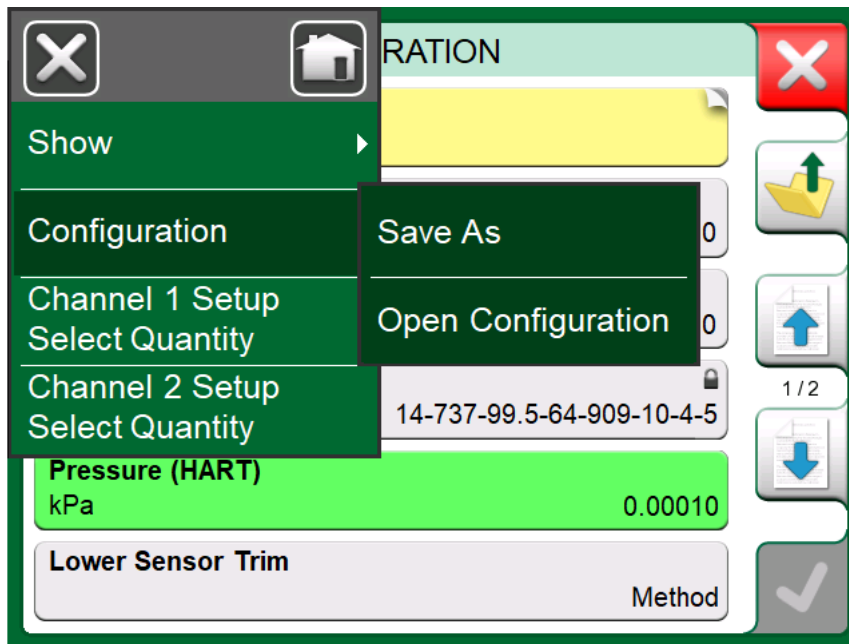 RATION
Show
Configuration
Save As
0
Channel 1 Setup
Select Quantity
Open Configuration
0
Channel 2 Setup
Select Quantity
14-737-99.5-64-909-10-4-5
1/2
Pressure (HART)
kPa
0.00010
Lower Sensor Trim
Method